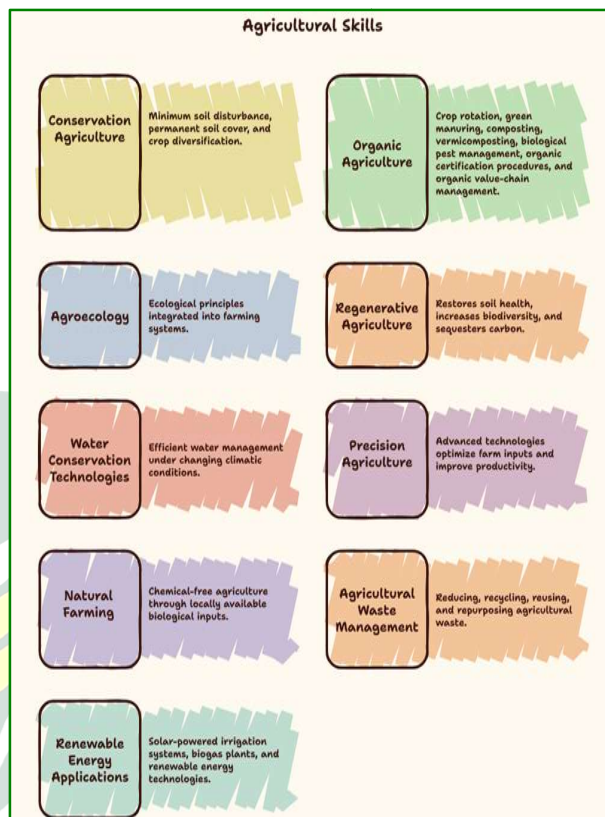 Agricultural Skills
Conservation
Agriculture
Minimum soil disturbance,
permanent soil cover, and
crop diversification.
Organic
Agriculture
Crop rotation, green
manuring, composting,
vermicomposting, biological
pest management, organic
certification procedures, and
organic value-chain
management.
Agroecology
Ecological principles
integrated into farming
systems.
Regenerative
Agriculture
Restores soil health,
increases biodiversity, and
sequesters carbon.
Water
Conservation
Technologies
Efficient water management
under changing climatic
conditions.
Precision
Agriculture
Advanced technologies
optimize farm inputs and
improve productivity.
Natural
Farming
Chemical-free agriculture
through locally available
biological inputs.
Agricultural
Waste
Management
Reducing, recycling, reusing,
and repurposing agricultural
waste.
Renewable
Energy
Applications
Solar-powered irrigation
systems, biogas plants, and
renewable energy
technologies.